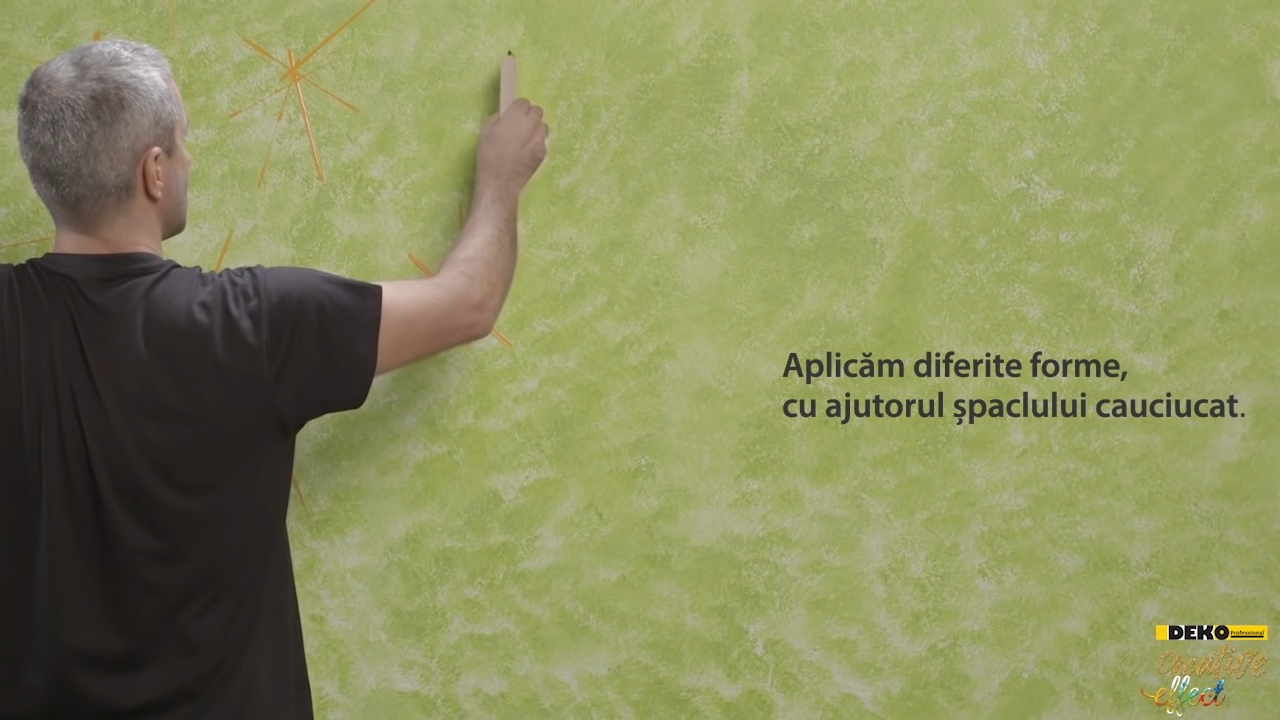 Aplicăm diferite forme,
cu ajutorul șpaclului cauciucat.
DEKO Professional
Creative
effect